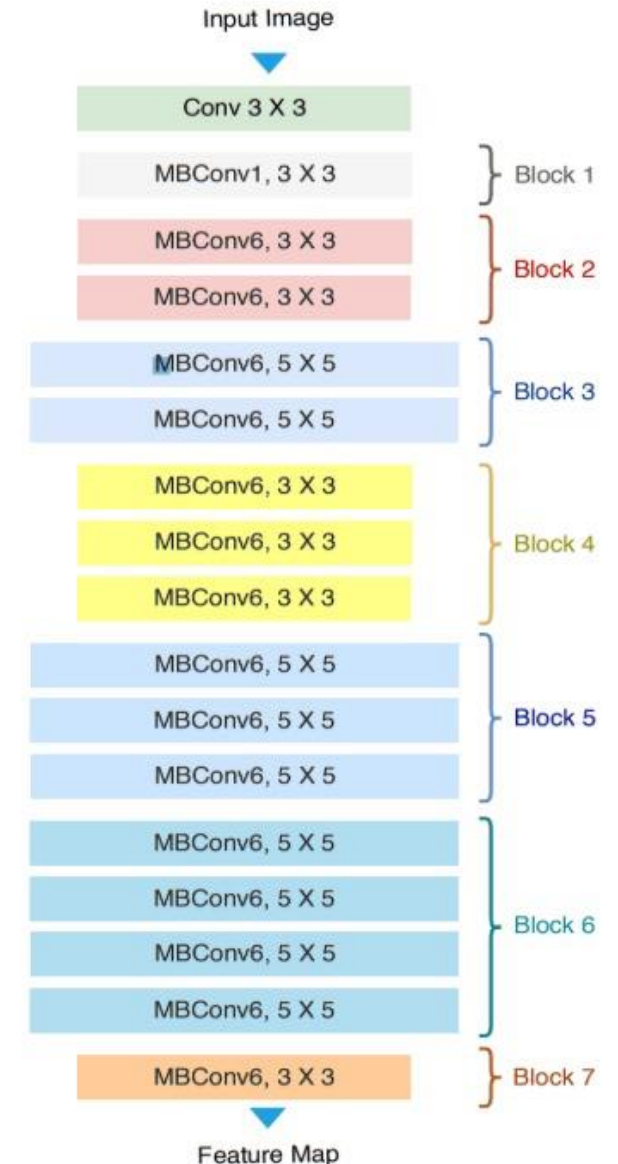 Input Image
Conv 3 X 3
MBConv1, 3 X 3
Block 1
MBConv6, 3 X 3
MBConv6, 3 X 3
Block 2
MBConv6, 5 X 5
MBConv6, 5 X 5
Block 3
MBConv6, 3 X 3
MBConv6, 3 X 3
MBConv6, 3 X 3
Block 4
MBConv6, 5 X 5
MBConv6, 5 X 5
MBConv6, 5 X 5
Block 5
MBConv6, 5 X 5
MBConv6, 5 X 5
MBConv6, 5 X 5
MBConv6, 5 X 5
Block 6
MBConv6, 3 X 3
Block 7
Feature Map